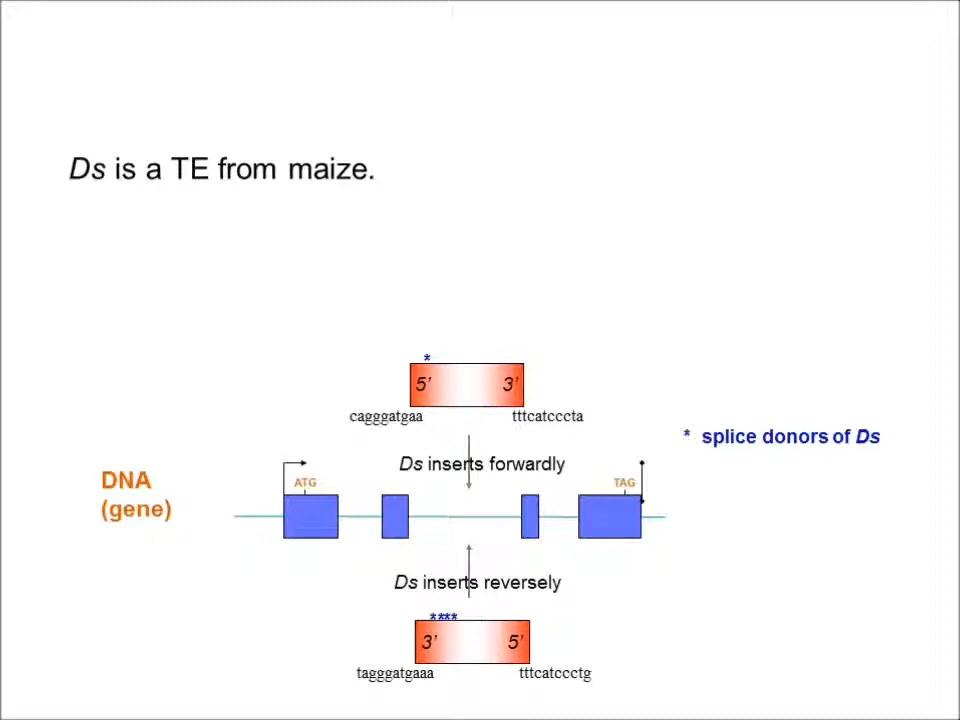 Ds is a TE from maize.
*
5’ 3’
cagggatgaa tttcatcccta
* splice donors of Ds
Ds inserts forwardly
DNA
(gene)
ATG TAG
Ds inserts reversely
****
3’ 5’
tagggatgaaa tttcatccctg